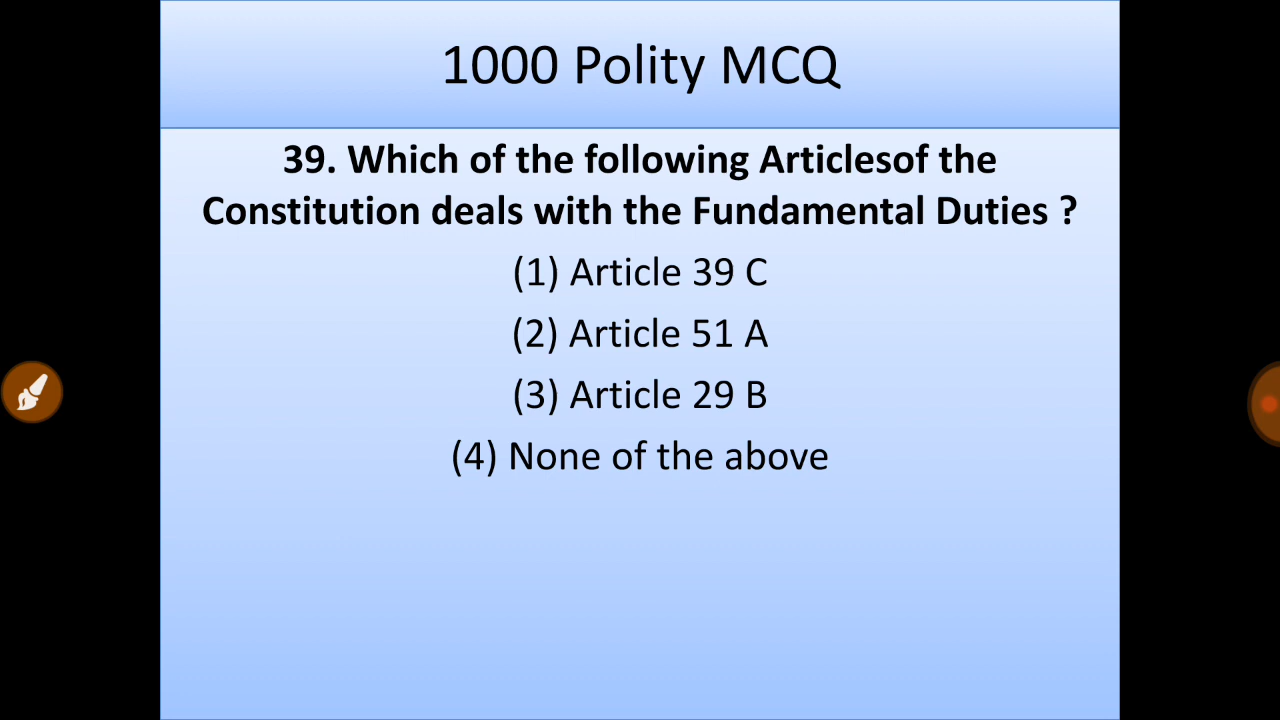 1000 Polity MCQ
39. Which of the following Articlesof the
Constitution deals with the Fundamental Duties ?
(1) Article 39 C
(2) Article 51 A
(3) Article 29 B
(4) None of the above